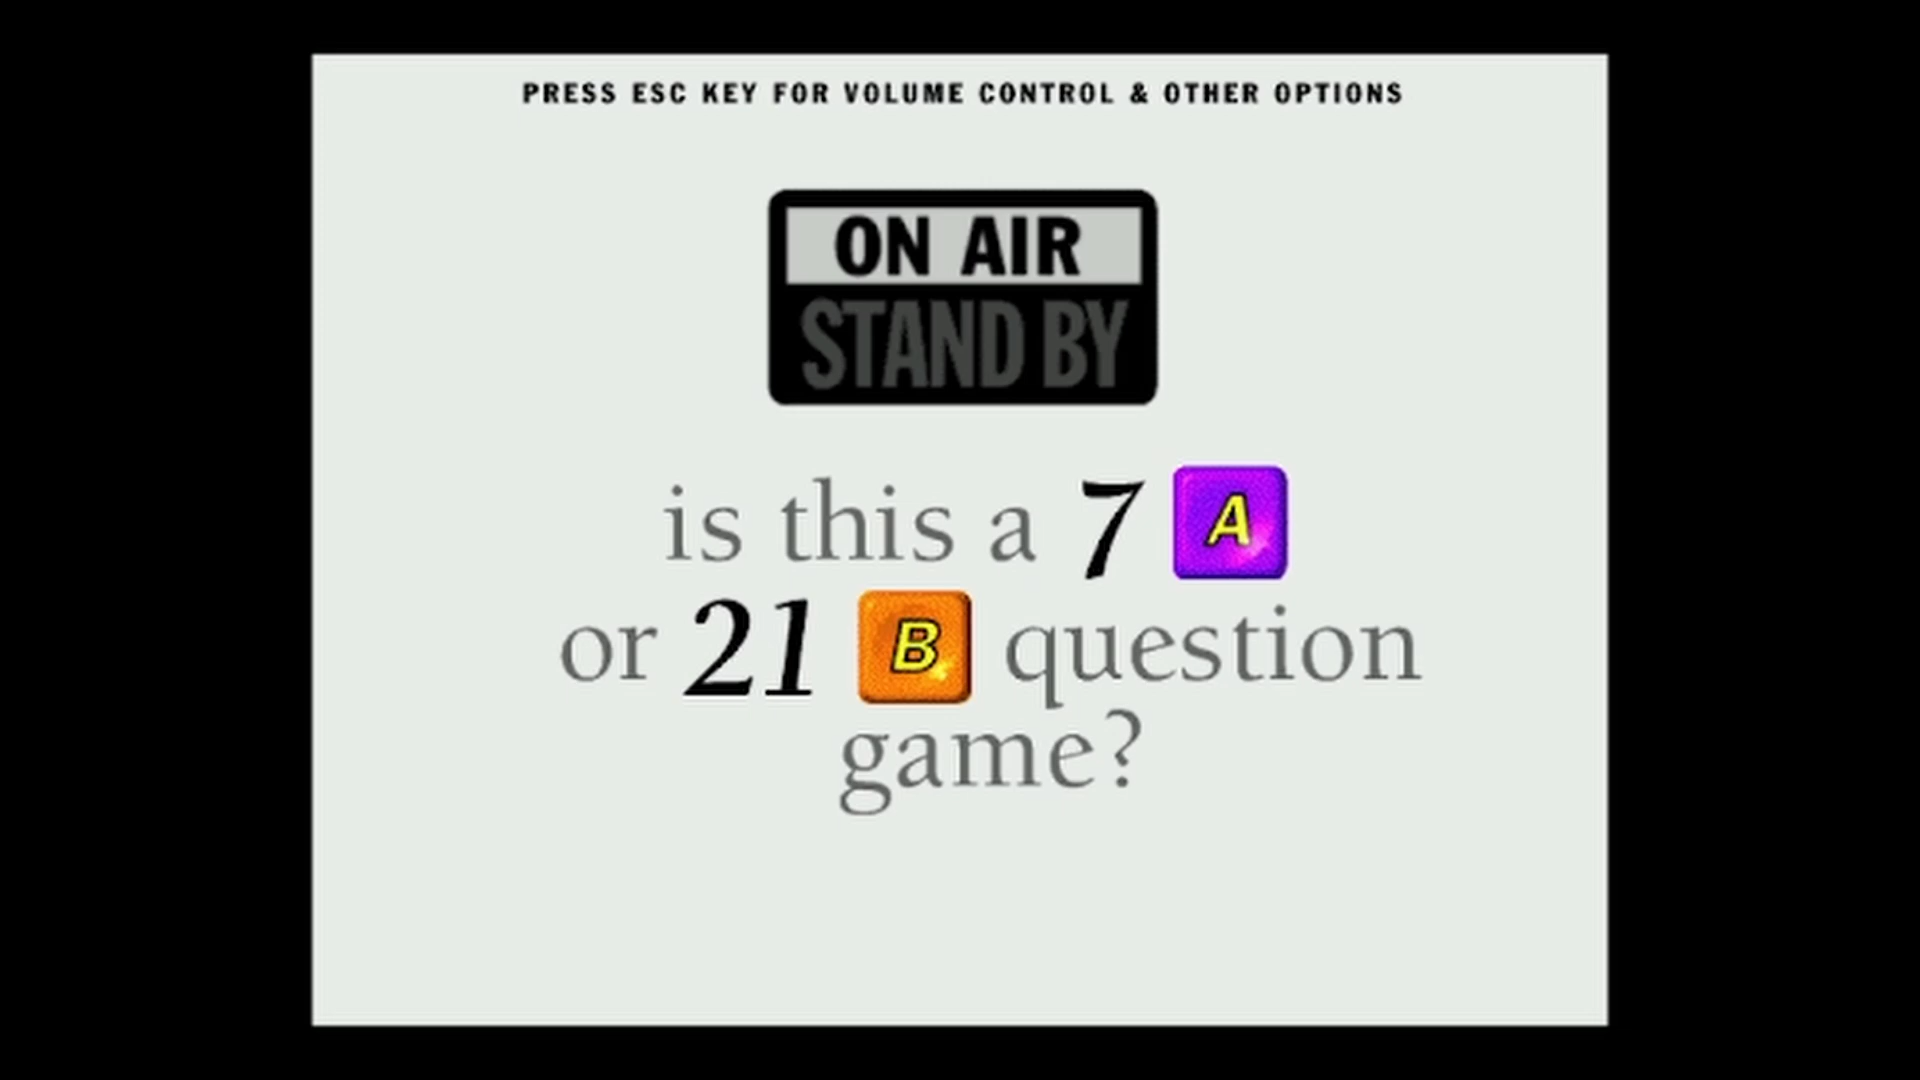 PRESS ESC KEY FOR VOLUME CONTROL & OTHER OPTIONS
ON AIR
STAND BY
is this a 7 A
or 21 B question
game?